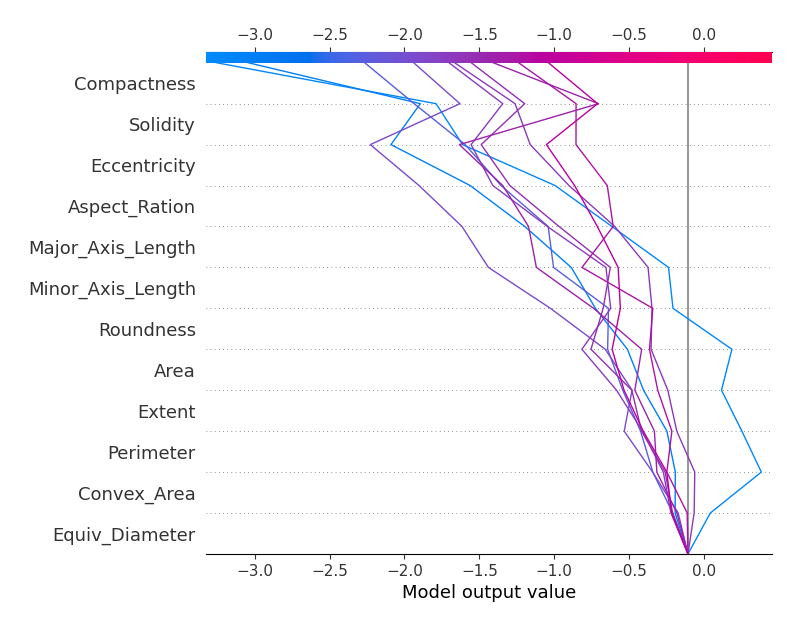 −3.0 −2.5 −2.0 −1.5 −1.0 −0.5 0.0
Compactness
Solidity
Eccentricity
Aspect_Ration
Major_Axis_Length
Minor_Axis_Length
Roundness
Area
Extent
Perimeter
Convex_Area
Equiv_Diameter
−3.0 −2.5 −2.0 −1.5 −1.0 −0.5 0.0
Model output value